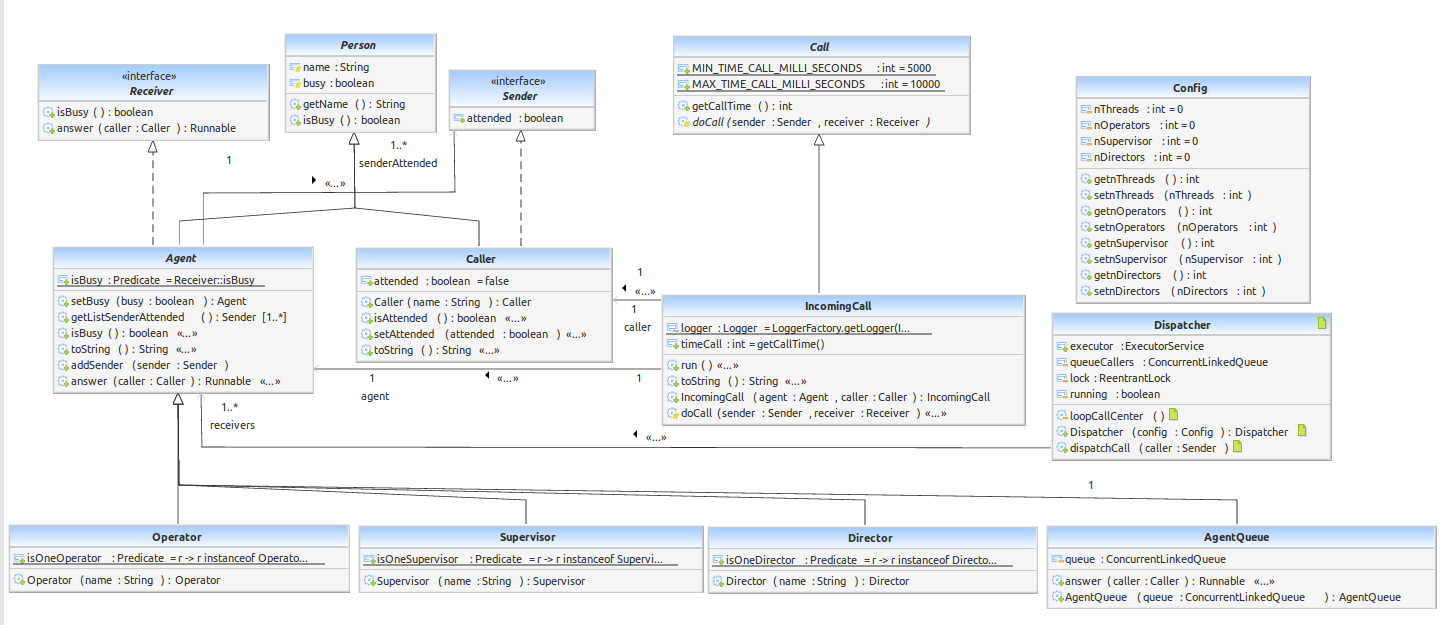 «interface»
Receiver
isBusy ( ) : boolean
answer ( caller : Caller ) : Runnable
Person
name : String
busy : boolean
getName ( ) : String
isBusy ( ) : boolean
«interface»
Sender
attended : boolean
Call
MIN_TIME_CALL_MILLI_SECONDS : int = 5000
MAX_TIME_CALL_MILLI_SECONDS : int = 10000
getCallTime ( ) : int
doCall ( sender : Sender , receiver : Receiver )
Config
nThreads : int = 0
nOperators : int = 0
nSupervisor : int = 0
nDirectors : int = 0
getnThreads ( ) : int
setnThreads ( nThreads : int )
getnOperators ( ) : int
setnOperators ( nOperators : int )
getnSupervisor ( ) : int
setnSupervisor ( nSupervisor : int )
getnDirectors ( ) : int
setnDirectors ( nDirectors : int )
1
1..*
senderAttended
«...»
Agent
isBusy : Predicate = Receiver::isBusy
setBusy ( busy : boolean ) : Agent
getListSenderAttended ( ) : Sender [1..*]
isBusy ( ) : boolean «...»
toString ( ) : String «...»
addSender ( sender : Sender )
answer ( caller : Caller ) : Runnable «...»
Caller
attended : boolean = false
Caller ( name : String ) : Caller
isAttended ( ) : boolean «...»
setAttended ( attended : boolean ) «...»
toString ( ) : String «...»
1
«...»
1
caller
IncomingCall
logger : Logger = LoggerFactory.getLogger(I...
timeCall : int = getCallTime()
run ( ) «...»
toString ( ) : String «...»
IncomingCall ( agent : Agent , caller : Caller ) : IncomingCall
doCall ( sender : Sender , receiver : Receiver ) «...»
Dispatcher
executor : ExecutorService
queueCallers : ConcurrentLinkedQueue
lock : ReentrantLock
running : boolean
loopCallCenter ( )
Dispatcher ( config : Config ) : Dispatcher
dispatchCall ( caller : Sender )
1
agent
«...»
1
1..*
receivers
«...»
1
Operator
isOneOperator : Predicate = r -> r instanceof Operato...
Operator ( name : String ) : Operator
Supervisor
isOneSupervisor : Predicate = r -> r instanceof Supervi...
Supervisor ( name : String ) : Supervisor
Director
isOneDirector : Predicate = r -> r instanceof Directo...
Director ( name : String ) : Director
AgentQueue
queue : ConcurrentLinkedQueue
answer ( caller : Caller ) : Runnable «...»
AgentQueue ( queue : ConcurrentLinkedQueue ) : AgentQueue